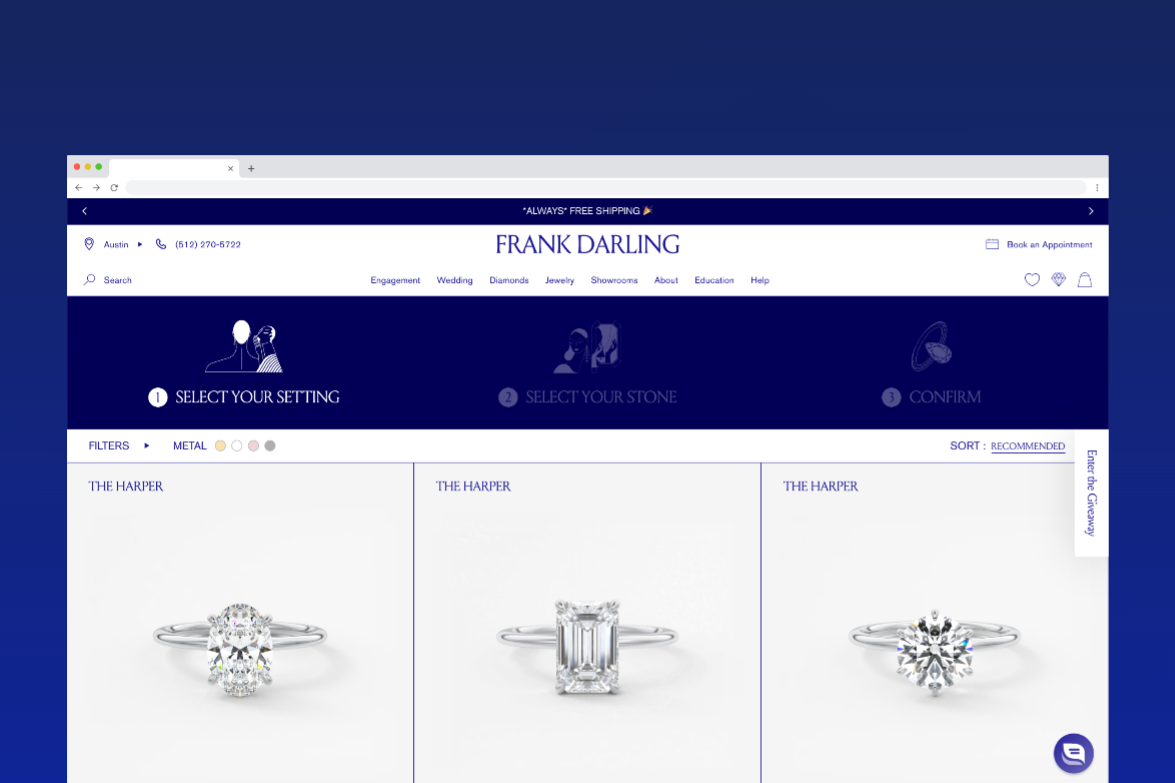 *ALWAYS* FREE SHIPPING 🎉
Austin (512) 270-5722
FRANK DARLING
Book an Appointment
Search
Engagement Wedding Diamonds Jewelry Showrooms About Education Help
1 SELECT YOUR SETTING
2 SELECT YOUR STONE
3 CONFIRM
FILTERS METAL
SORT : RECOMMENDED
Enter the Giveaway
THE HARPER
THE HARPER
THE HARPER